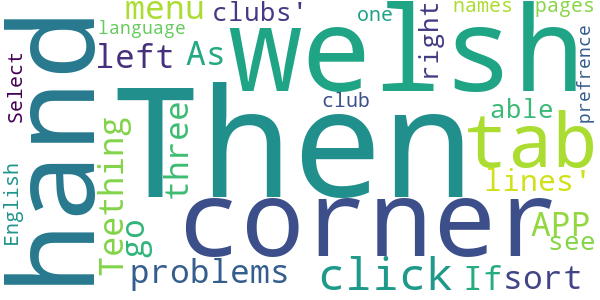 menu
clubs'
one
names
pages
language
left
As
Welsh
right
prefrence
Select
hand
Then
club
able
tab
three
Teething
lines'
English
go
corner
APP
see
problems
click
If
sort